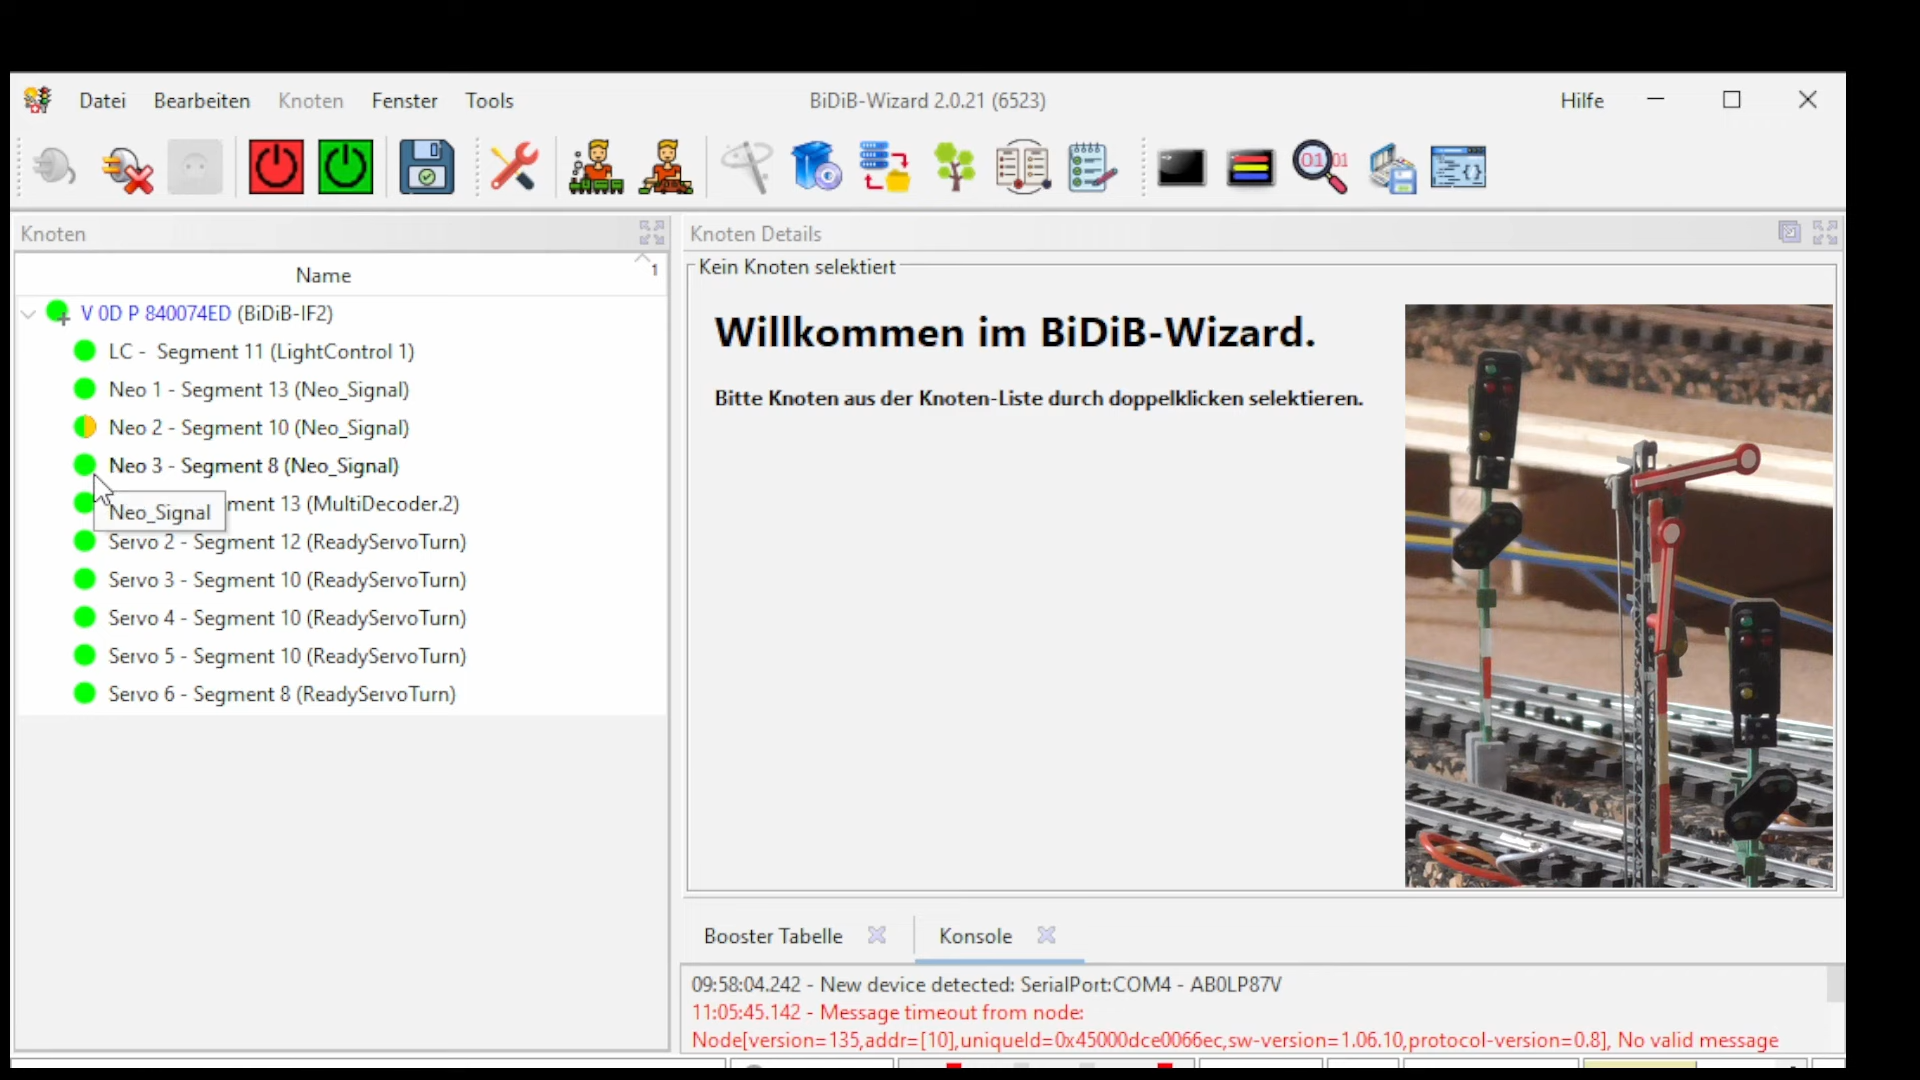 Datei Bearbeiten Knoten Fenster Tools BiDiB-Wizard 2.0.21 (6523) Hilfe
Knoten
Name
1
V 0D P 840074ED (BiDiB-IF2)
LC - Segment 11 (LightControl 1)
Neo 1 - Segment 13 (Neo_Signal)
Neo 2 - Segment 10 (Neo_Signal)
Neo 3 - Segment 8 (Neo_Signal)
ment 13 (MultiDecoder.2)
Neo_Signal
Servo 2 - Segment 12 (ReadyServoTurn)
Servo 3 - Segment 10 (ReadyServoTurn)
Servo 4 - Segment 10 (ReadyServoTurn)
Servo 5 - Segment 10 (ReadyServoTurn)
Servo 6 - Segment 8 (ReadyServoTurn)
Knoten Details
Kein Knoten selektiert
Willkommen im BiDiB-Wizard.
Bitte Knoten aus der Knoten-Liste durch doppelklicken selektieren.
Booster Tabelle Konsole
09:58:04.242 - New device detected: SerialPort:COM4 - AB0LP87V
11:05:45.142 - Message timeout from node:
Node[version=135,addr=[10],uniqueId=0x45000dce0066ec,sw-version=1.06.10,protocol-version=0.8], No valid message